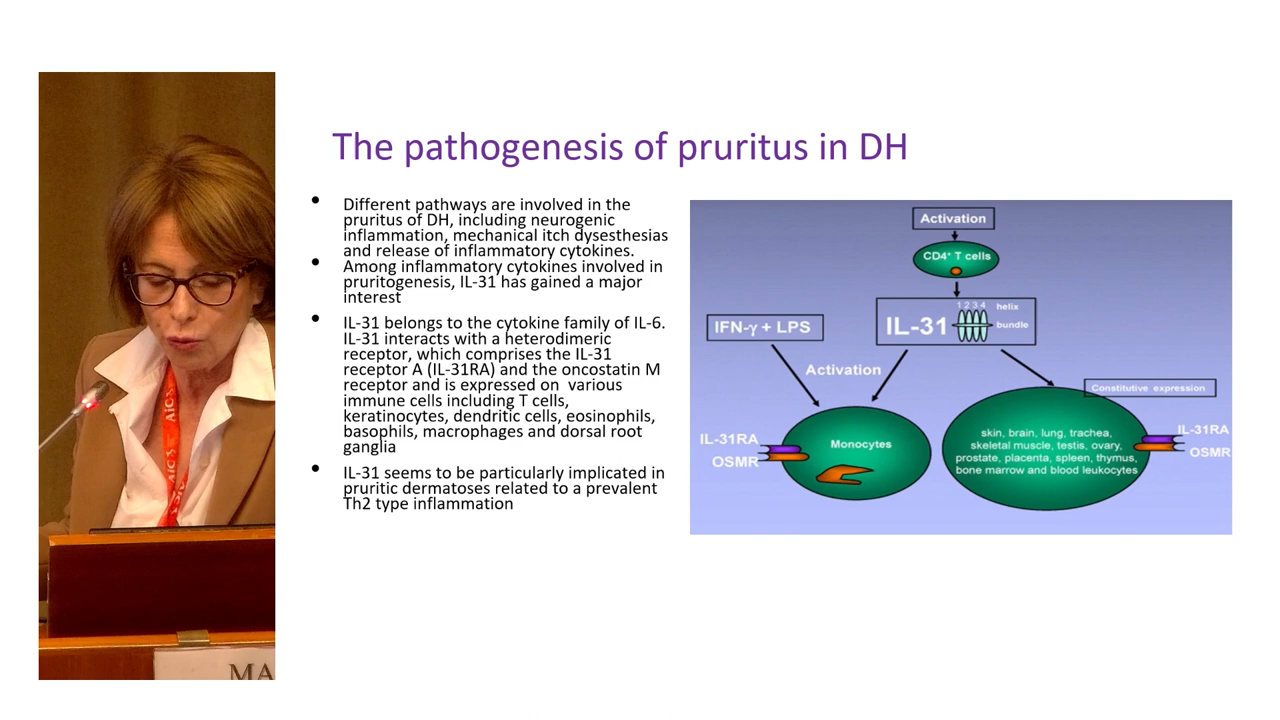 The pathogenesis of pruritus in DH
• Different pathways are involved in the
pruritus of DH, including neurogenic
inflammation, mechanical itch dysesthesias
and release of inflammatory cytokines.
• Among inflammatory cytokines involved in
pruritogenesis, IL-31 has gained a major
interest
• IL-31 belongs to the cytokine family of IL-6.
IL-31 interacts with a heterodimeric
receptor, which comprises the IL-31
receptor A (IL-31RA) and the oncostatin M
receptor and is expressed on various
immune cells including T cells,
keratinocytes, dendritic cells, eosinophils,
basophils, macrophages and dorsal root
ganglia
• IL-31 seems to be particularly implicated in
pruritic dermatoses related to a prevalent
Th2 type inflammation
Activation
CD4⁺ T cells
1 2 3 4 helix
IL-31
bundle
IFN-γ + LPS
Activation
Constitutive expression
IL-31RA
OSMR
Monocytes
skin, brain, lung, trachea,
skeletal muscle, testis, ovary,
prostate, placenta, spleen, thymus,
bone marrow and blood leukocytes
IL-31RA
OSMR
MA